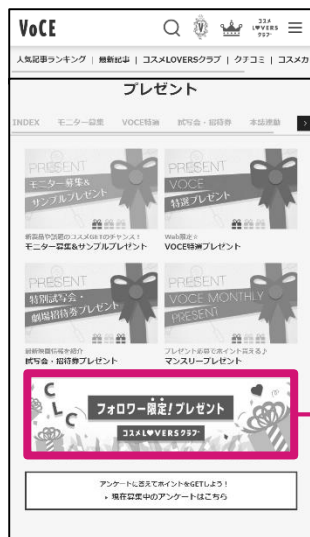 VoCE
コスメLOVERSクラブ
人気記事ランキング | 最新記事 | コスメLOVERSクラブ | クチコミ | コスメカ
プレゼント
INDEX モニター募集 VOCE特選 試写会・招待券 本誌連動
PRESENT
モニター募集&
サンプルプレゼント
新製品や話題のコスメGETのチャンス！
モニター募集&サンプルプレゼント
PRESENT
VOCE
特選プレゼント
Web限定☆
VOCE特選プレゼント
PRESENT
特別試写会・
劇場招待券プレゼント
最新映画情報を紹介
試写会・招待券プレゼント
PRESENT
VOCE MONTHLY
PRESENT
プレゼント応募でポイント貰える♪
マンスリープレゼント
CLC
フォロワー限定！プレゼント
コスメL♥VERSクラブ
アンケートに答えてポイントをGETしよう！
▸ 現在募集中のアンケートはこちら